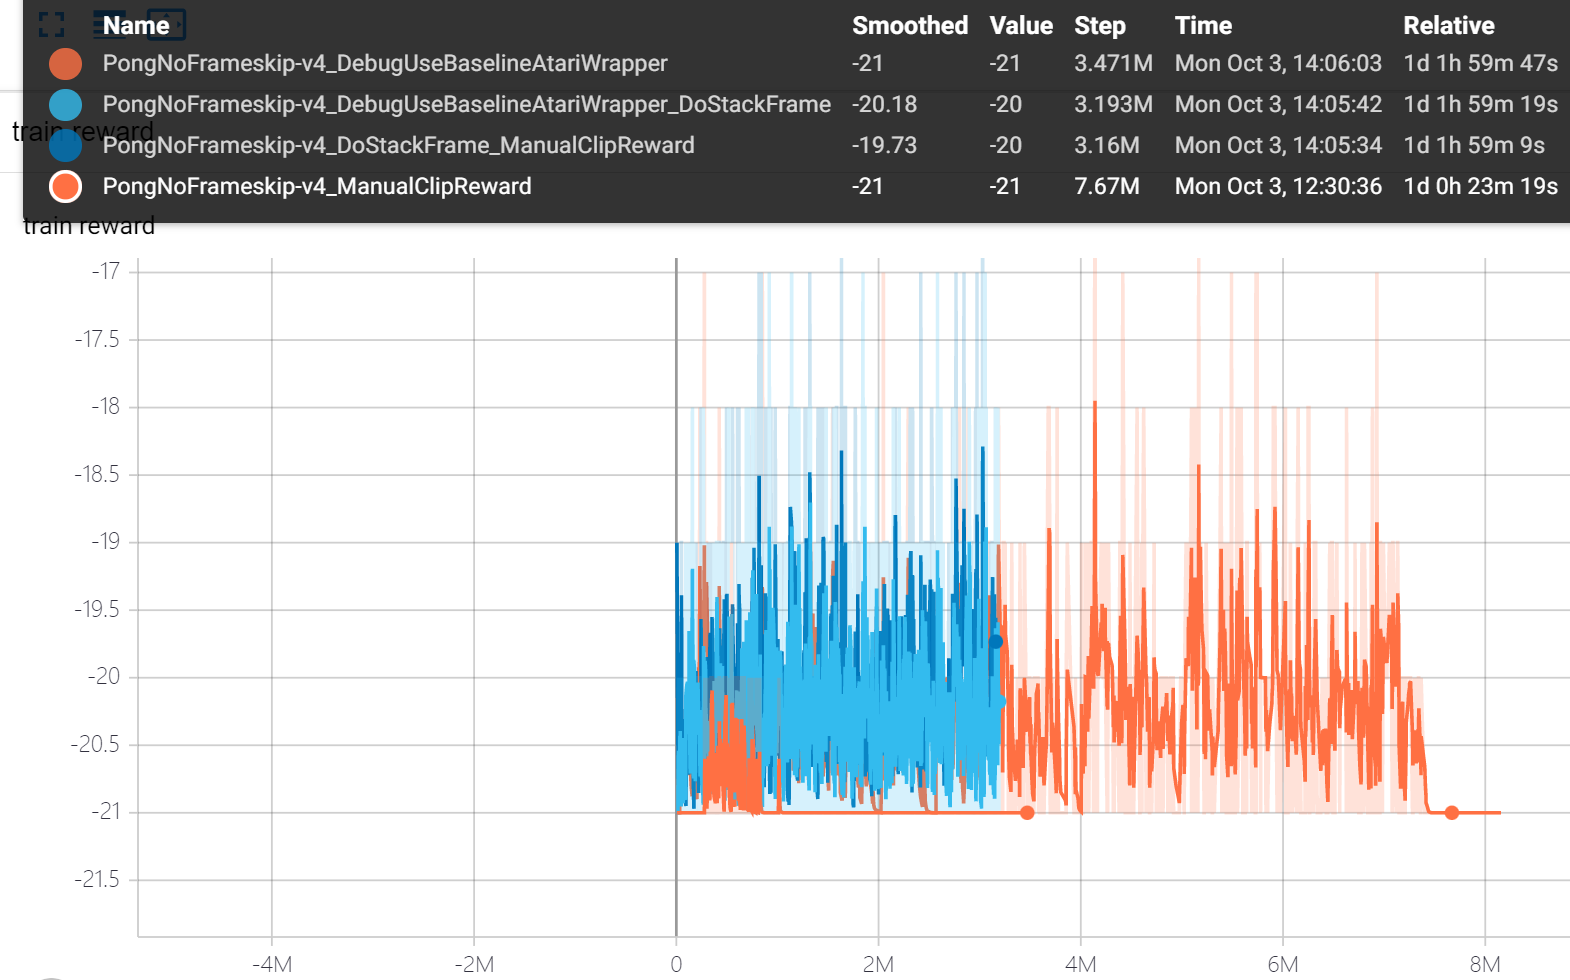 Name Smoothed Value Step Time Relative
PongNoFrameskip-v4_DebugUseBaselineAtariWrapper -21 -21 3.471M Mon Oct 3, 14:06:03 1d 1h 59m 47s
PongNoFrameskip-v4_DebugUseBaselineAtariWrapper_DoStackFrame -20.18 -20 3.193M Mon Oct 3, 14:05:42 1d 1h 59m 19s
train reward
PongNoFrameskip-v4_DoStackFrame_ManualClipReward -19.73 -20 3.16M Mon Oct 3, 14:05:34 1d 1h 59m 9s
PongNoFrameskip-v4_ManualClipReward -21 -21 7.67M Mon Oct 3, 12:30:36 1d 0h 23m 19s
train reward
-17
-17.5
-18
-18.5
-19
-19.5
-20
-20.5
-21
-21.5
-4M -2M 0 2M 4M 6M 8M